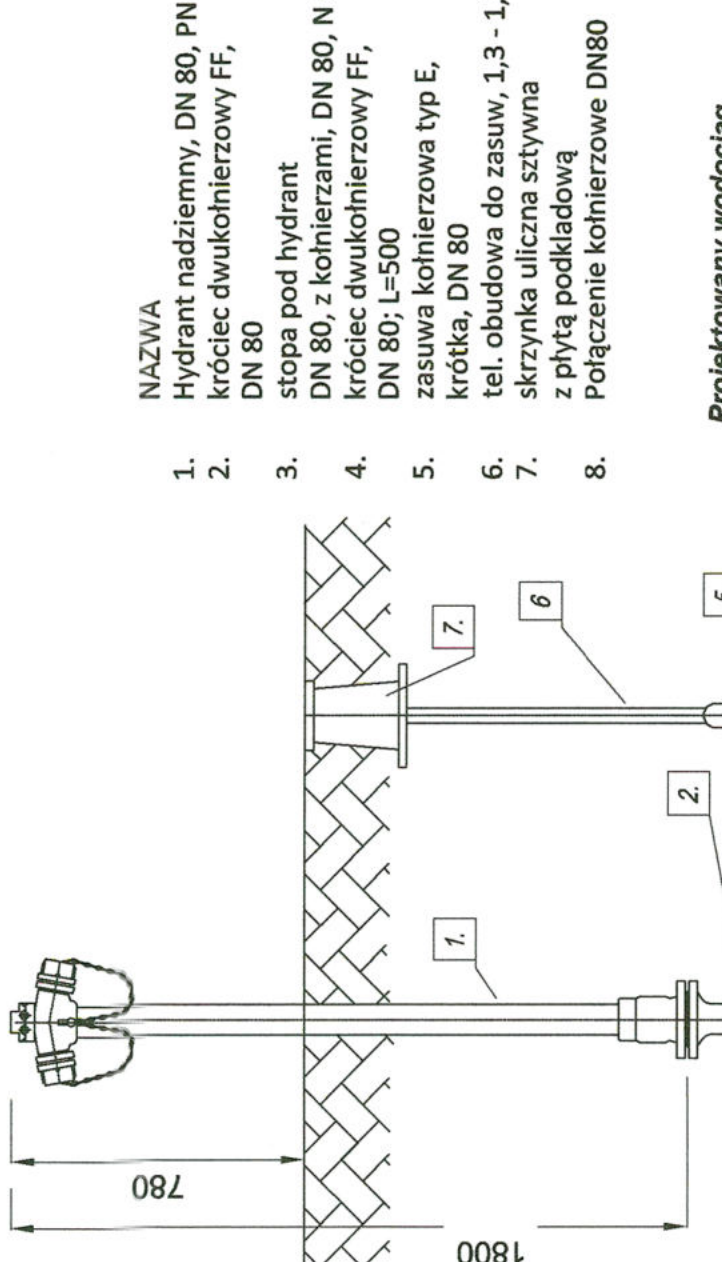 NAZWA
1. Hydrant nadziemny, DN 80, PN
2. króciec dwukołnierzowy FF,
DN 80
3. stopa pod hydrant
DN 80, z kołnierzami, DN 80, N
4. króciec dwukołnierzowy FF,
DN 80; L=500
5. zasuwa kołnierzowa typ E,
krótka, DN 80
6. tel. obudowa do zasuw, 1,3 - 1,
7. skrzynka uliczna sztywna
z płytą podkladową
8. Połączenie kołnierzowe DN80
Projektowany wodociąg
7.
6
5
2.
1.
780
1800